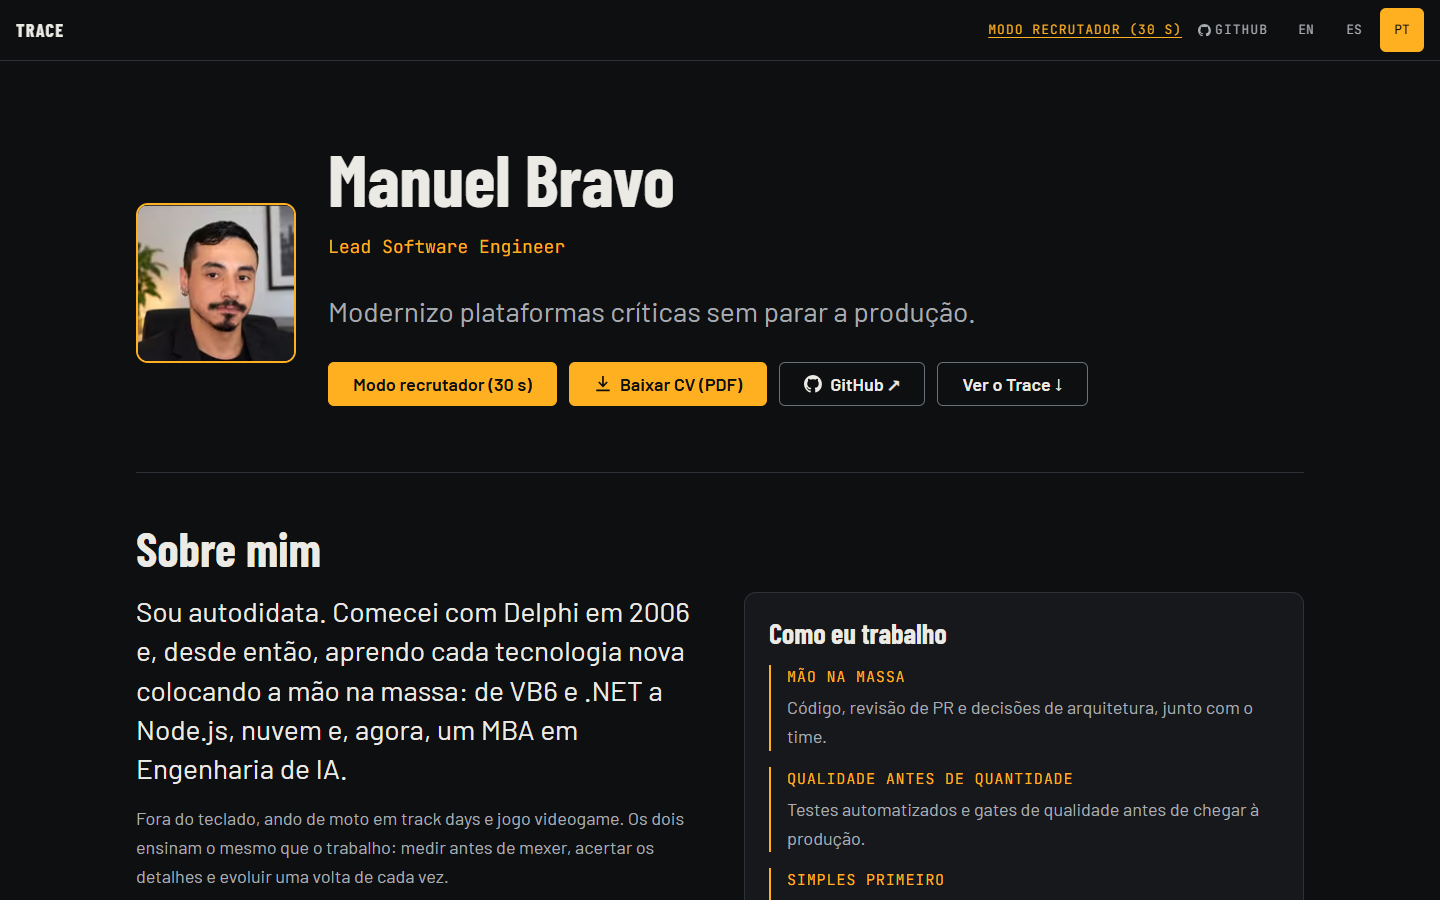 TRACE
MODO RECRUTADOR (30 S)
GITHUB
EN
ES
PT
Manuel Bravo
Lead Software Engineer
Modernizo plataformas críticas sem parar a produção.
Modo recrutador (30 s)
Baixar CV (PDF)
GitHub ↗
Ver o Trace ↓
Sobre mim
Sou autodidata. Comecei com Delphi em 2006
e, desde então, aprendo cada tecnologia nova
colocando a mão na massa: de VB6 e .NET a
Node.js, nuvem e, agora, um MBA em
Engenharia de IA.
Fora do teclado, ando de moto em track days e jogo videogame. Os dois
ensinam o mesmo que o trabalho: medir antes de mexer, acertar os
detalhes e evoluir uma volta de cada vez.
Como eu trabalho
MÃO NA MASSA
Código, revisão de PR e decisões de arquitetura, junto com o
time.
QUALIDADE ANTES DE QUANTIDADE
Testes automatizados e gates de qualidade antes de chegar à
produção.
SIMPLES PRIMEIRO